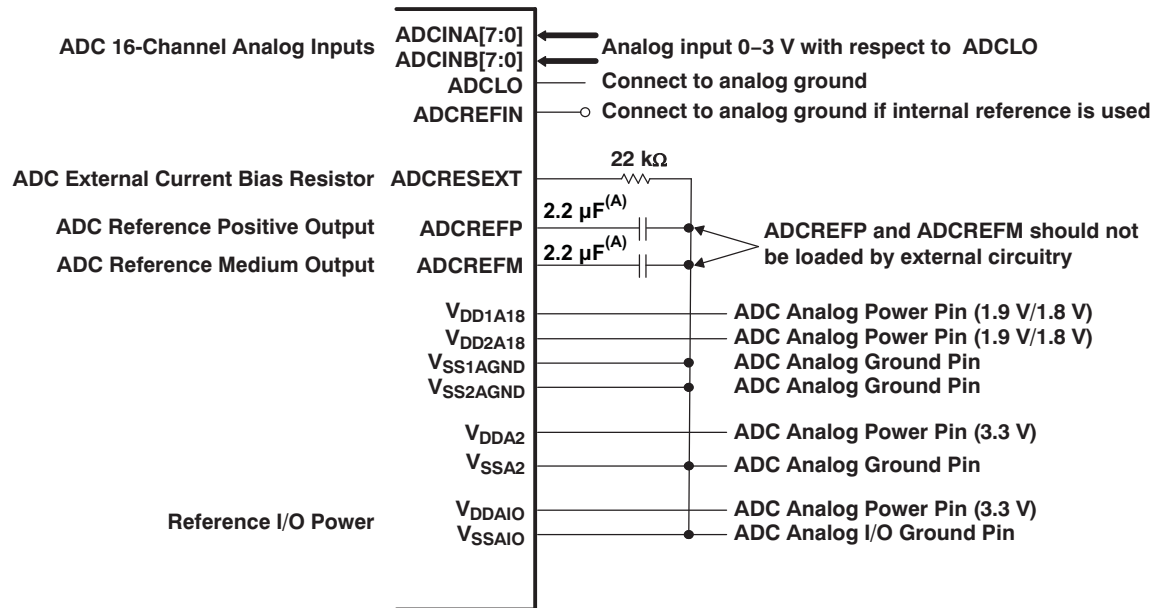 ADC 16-Channel Analog Inputs
ADCINA[7:0]
ADCINB[7:0]
Analog input 0–3 V with respect to ADCLO
ADCLO
Connect to analog ground
ADCREFIN
Connect to analog ground if internal reference is used
22 kΩ
ADC External Current Bias Resistor ADCRESEXT
2.2 µF(A)
ADC Reference Positive Output ADCREFP
2.2 µF(A)
ADC Reference Medium Output ADCREFM
ADCREFP and ADCREFM should not
be loaded by external circuitry
VDD1A18 ADC Analog Power Pin (1.9 V/1.8 V)
VDD2A18 ADC Analog Power Pin (1.9 V/1.8 V)
VSS1AGND ADC Analog Ground Pin
VSS2AGND ADC Analog Ground Pin
VDDA2 ADC Analog Power Pin (3.3 V)
VSSA2 ADC Analog Ground Pin
Reference I/O Power
VDDAIO ADC Analog Power Pin (3.3 V)
VSSAIO ADC Analog I/O Ground Pin